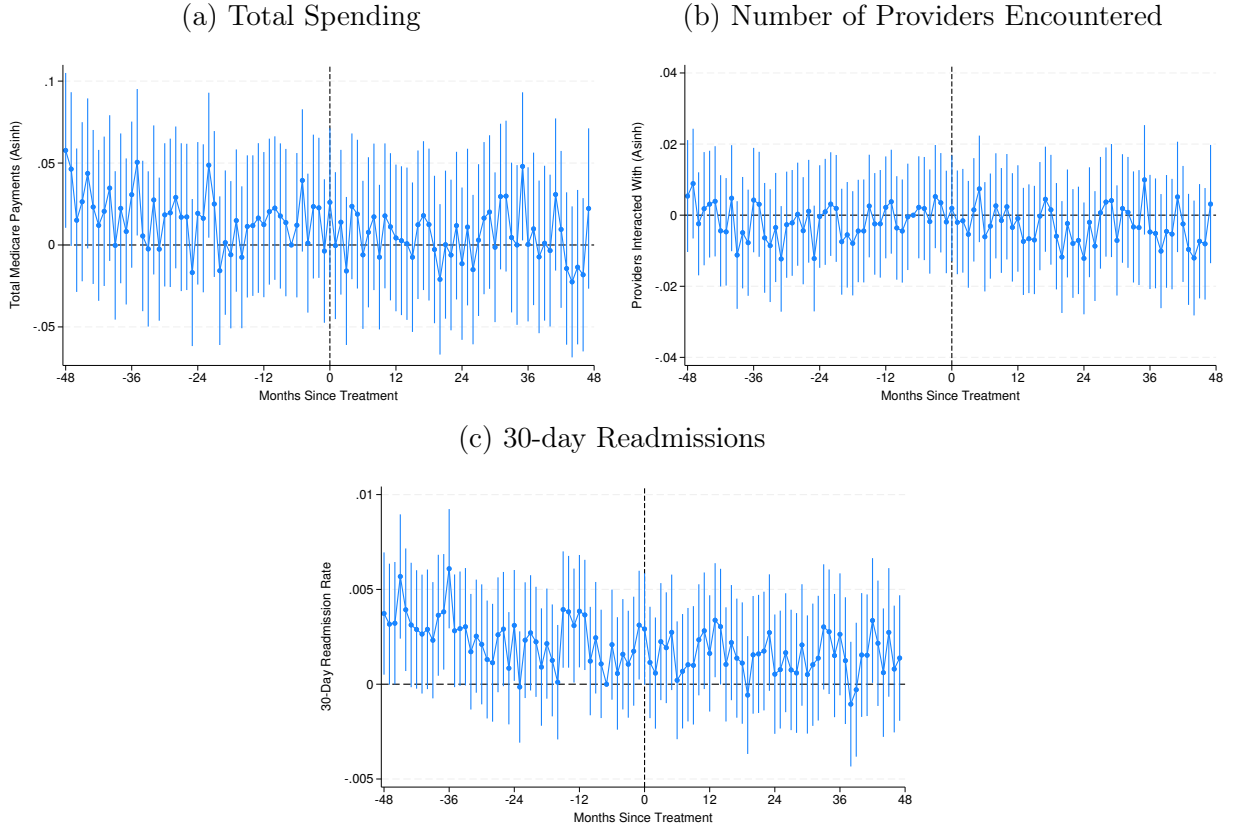 (a) Total Spending
(b) Number of Providers Encountered
Total Medicare Payments (Asinh)
.1
.05
0
-.05
-48 -36 -24 -12 0 12 24 36 48
Months Since Treatment
Providers Interacted With (Asinh)
.04
.02
0
-.02
-.04
-48 -36 -24 -12 0 12 24 36 48
Months Since Treatment
(c) 30-day Readmissions
30-Day Readmission Rate
.01
.005
0
-.005
-48 -36 -24 -12 0 12 24 36 48
Months Since Treatment